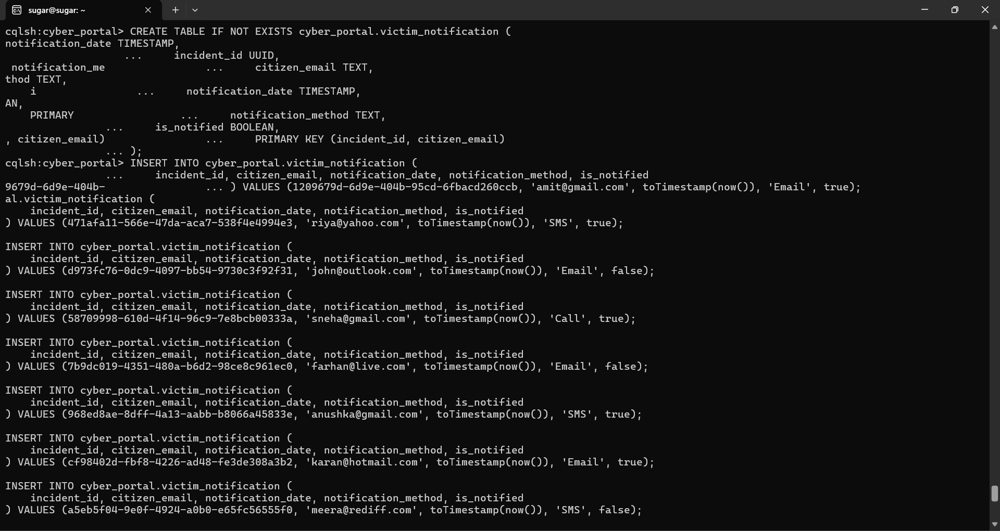 sugar@sugar: ~
cqlsh:cyber_portal> CREATE TABLE IF NOT EXISTS cyber_portal.victim_notification (
notification_date TIMESTAMP,
                   ...     incident_id UUID,
 notification_me                ...     citizen_email TEXT,
thod TEXT,
    i                ...     notification_date TIMESTAMP,
AN,
    PRIMARY                 ...     notification_method TEXT,
                ...     is_notified BOOLEAN,
, citizen_email)                ...     PRIMARY KEY (incident_id, citizen_email)
                ... );
cqlsh:cyber_portal> INSERT INTO cyber_portal.victim_notification (
                ...     incident_id, citizen_email, notification_date, notification_method, is_notified
9679d-6d9e-404b-                ... ) VALUES (1209679d-6d9e-404b-95cd-6fbacd260ccb, 'amit@gmail.com', toTimestamp(now()), 'Email', true);
al.victim_notification (
    incident_id, citizen_email, notification_date, notification_method, is_notified
) VALUES (471afa11-566e-47da-aca7-538f4e4994e3, 'riya@yahoo.com', toTimestamp(now()), 'SMS', true);
INSERT INTO cyber_portal.victim_notification (
    incident_id, citizen_email, notification_date, notification_method, is_notified
) VALUES (d973fc76-0dc9-4097-bb54-9730c3f92f31, 'john@outlook.com', toTimestamp(now()), 'Email', false);
INSERT INTO cyber_portal.victim_notification (
    incident_id, citizen_email, notification_date, notification_method, is_notified
) VALUES (58709998-610d-4f14-96c9-7e8bcb00333a, 'sneha@gmail.com', toTimestamp(now()), 'Call', true);
INSERT INTO cyber_portal.victim_notification (
    incident_id, citizen_email, notification_date, notification_method, is_notified
) VALUES (7b9dc019-4351-480a-b6d2-98ce8c961ec0, 'farhan@live.com', toTimestamp(now()), 'Email', false);
INSERT INTO cyber_portal.victim_notification (
    incident_id, citizen_email, notification_date, notification_method, is_notified
) VALUES (968ed8ae-8dff-4a13-aabb-b8066a45833e, 'anushka@gmail.com', toTimestamp(now()), 'SMS', true);
INSERT INTO cyber_portal.victim_notification (
    incident_id, citizen_email, notification_date, notification_method, is_notified
) VALUES (cf98402d-fbf8-4226-ad48-fe3de308a3b2, 'karan@hotmail.com', toTimestamp(now()), 'Email', true);
INSERT INTO cyber_portal.victim_notification (
    incident_id, citizen_email, notification_date, notification_method, is_notified
) VALUES (a5eb5f04-9e0f-4924-a0b0-e65fc56555f0, 'meera@rediff.com', toTimestamp(now()), 'SMS', false);